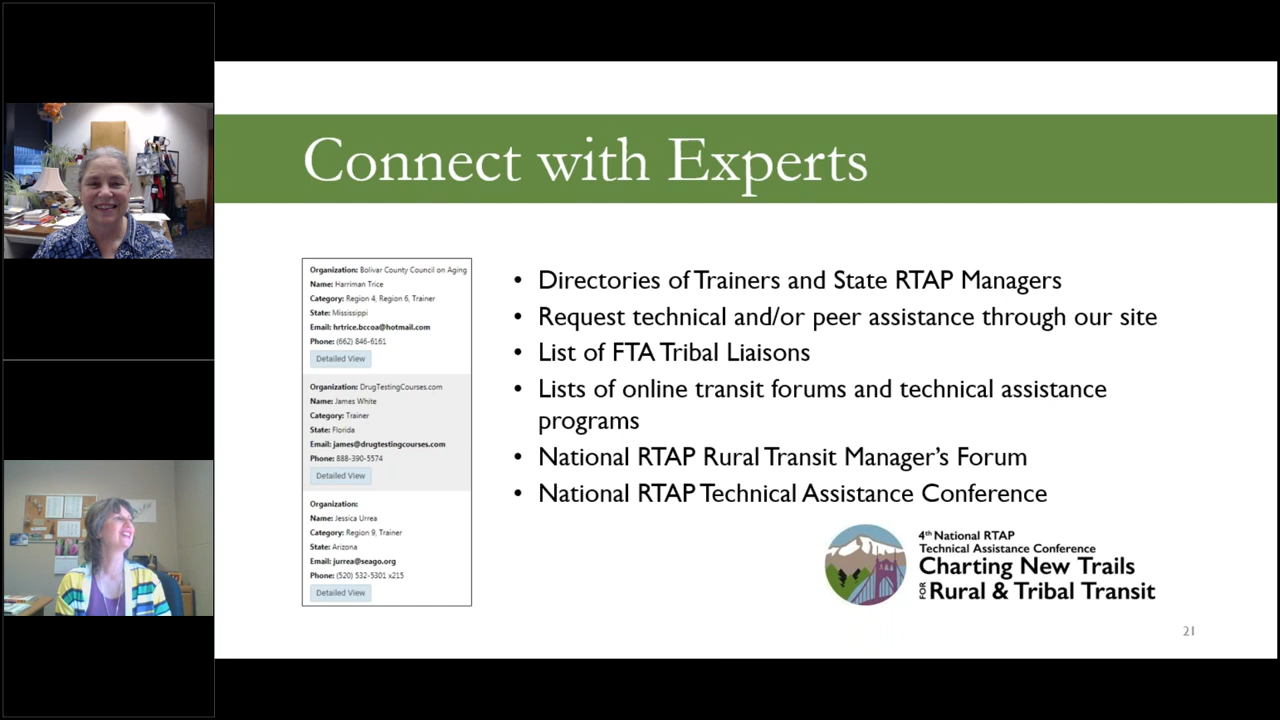 Connect with Experts
Organization: Bolivar County Council on Aging
Name: Harriman Trice
Category: Region 4, Region 6, Trainer
State: Mississippi
Email: hrtrice.bccoa@hotmail.com
Phone: (662) 846-6161
Detailed View
Organization: DrugTestingCourses.com
Name: James White
Category: Trainer
State: Florida
Email: james@drugtestingcourses.com
Phone: 888-390-5574
Detailed View
Organization:
Name: Jessica Urrea
Category: Region 9, Trainer
State: Arizona
Email: jurrea@seago.org
Phone: (520) 532-5301 x215
Detailed View
• Directories of Trainers and State RTAP Managers
• Request technical and/or peer assistance through our site
• List of FTA Tribal Liaisons
• Lists of online transit forums and technical assistance
programs
• National RTAP Rural Transit Manager's Forum
• National RTAP Technical Assistance Conference
4th National RTAP
Technical Assistance Conference
Charting New Trails
FOR Rural & Tribal Transit
21